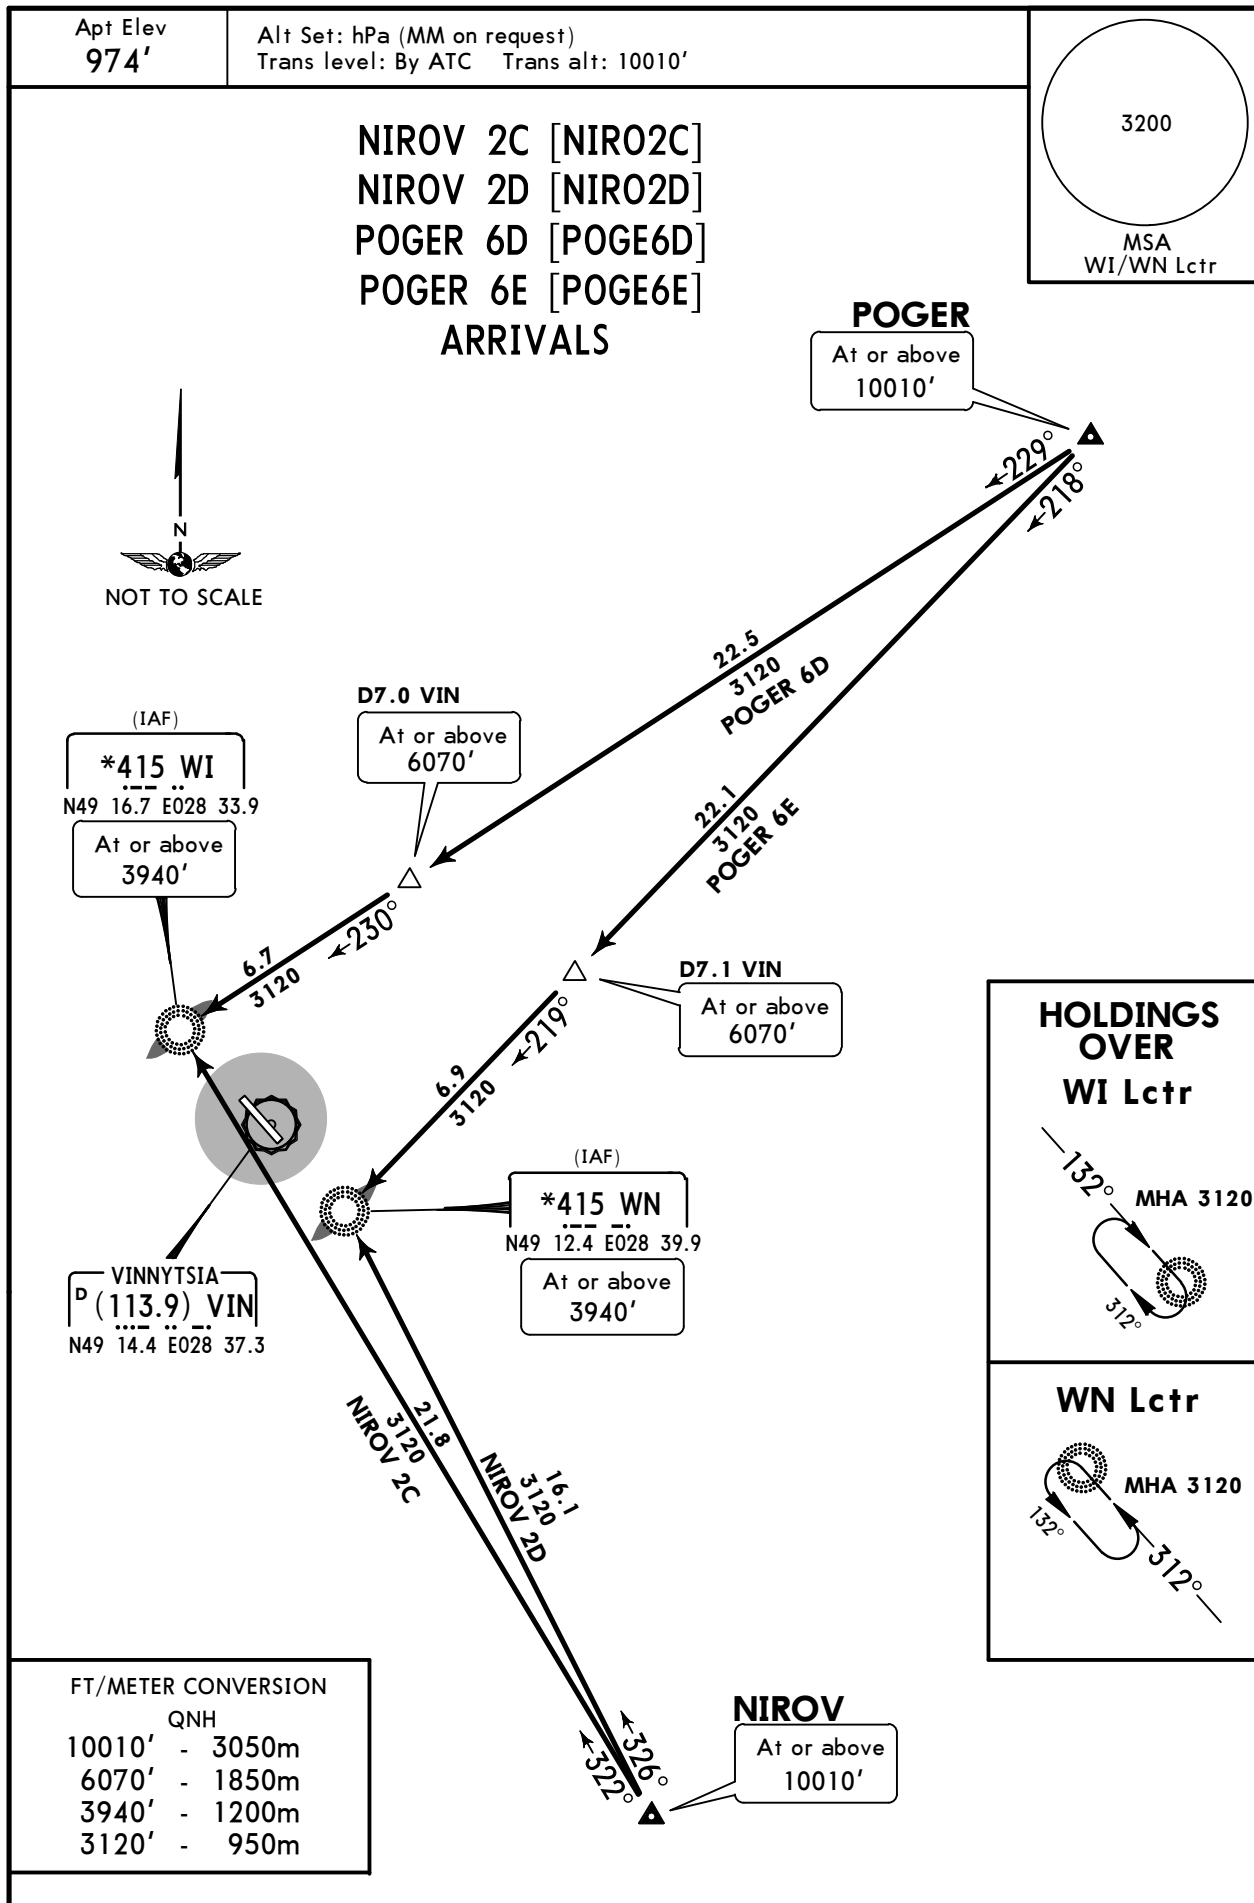 Apt Elev
974'
Alt Set: hPa (MM on request)
Trans level: By ATC Trans alt: 10010'
3200
MSA
WI/WN Lctr
NIROV 2C [NIRO2C]
NIROV 2D [NIRO2D]
POGER 6D [POGE6D]
POGER 6E [POGE6E]
ARRIVALS
POGER
At or above
10010'
229°
218°
N
NOT TO SCALE
22.5
3120
POGER 6D
22.1
3120
POGER 6E
D7.0 VIN
At or above
6070'
(IAF)
*415 WI
N49 16.7 E028 33.9
At or above
3940'
230°
6.7
3120
D7.1 VIN
At or above
6070'
219°
6.9
3120
(IAF)
*415 WN
N49 12.4 E028 39.9
At or above
3940'
VINNYTSIA
D (113.9) VIN
N49 14.4 E028 37.3
21.8
3120
NIROV 2C
16.1
3120
NIROV 2D
HOLDINGS
OVER
WI Lctr
132°
MHA 3120
312°
WN Lctr
MHA 3120
132°
312°
NIROV
At or above
10010'
326°
322°
FT/METER CONVERSION
QNH
10010' - 3050m
6070' - 1850m
3940' - 1200m
3120' - 950m